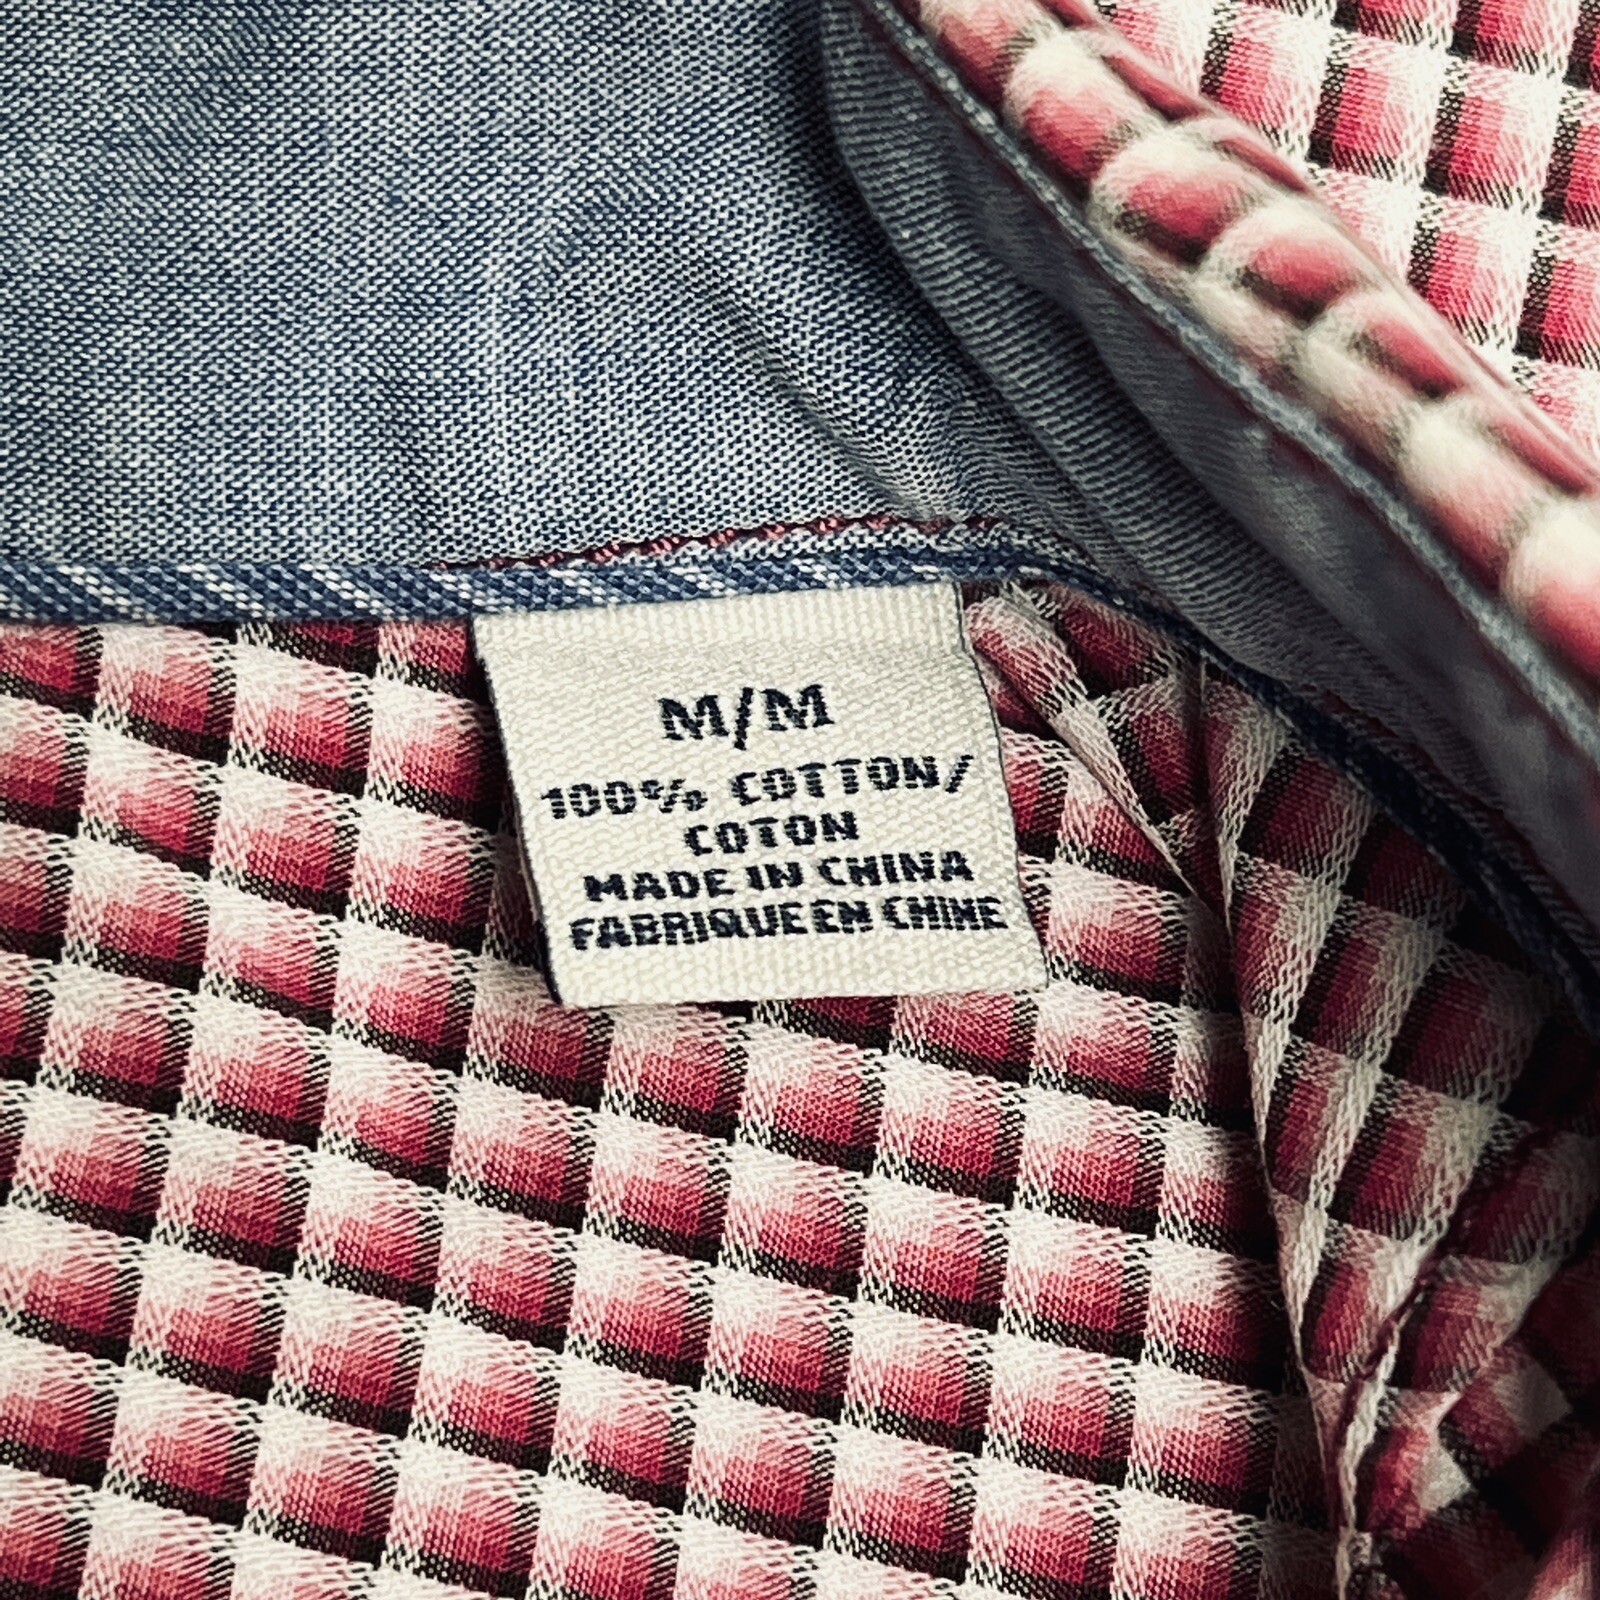 M/M
100% COTTON/
COTON
MADE IN CHINA
FABRIQUE EN CHINE